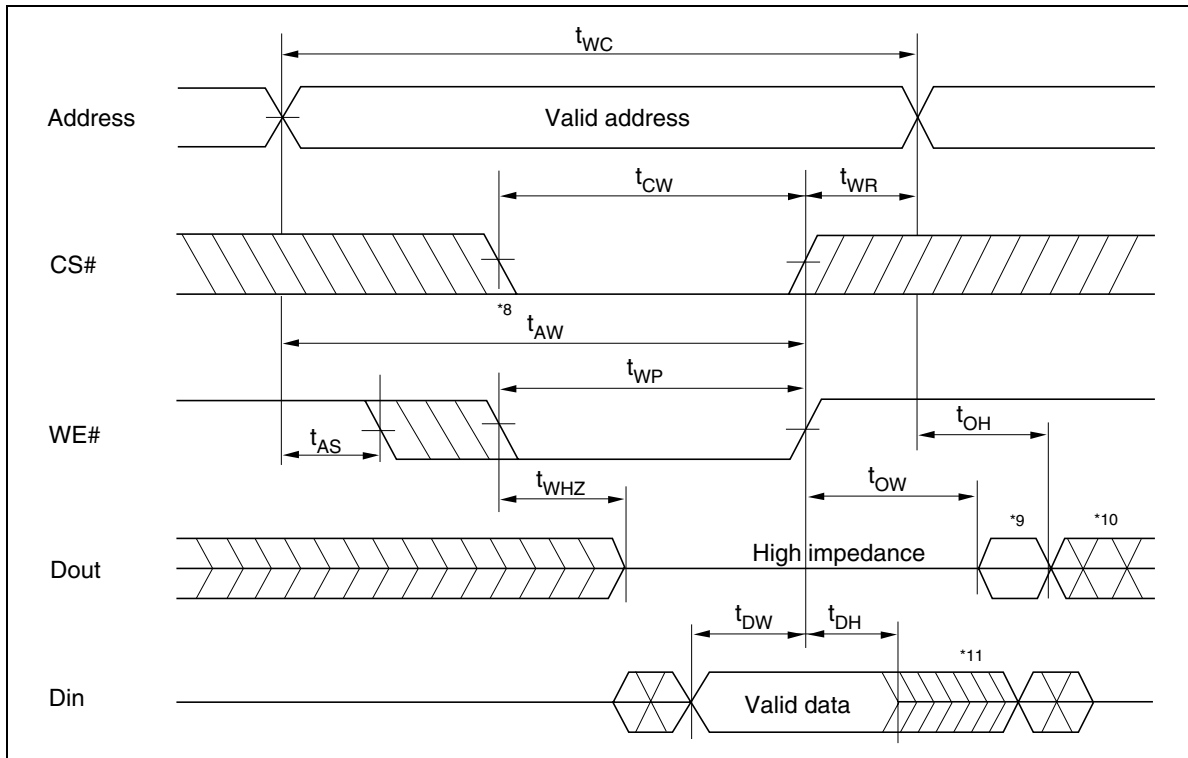 tWC
Address
Valid address
tCW
tWR
CS#
*8
tAW
tWP
WE#
tAS
tOH
tWHZ
tOW
*9
*10
Dout
High impedance
tDW
tDH
*11
Din
Valid data